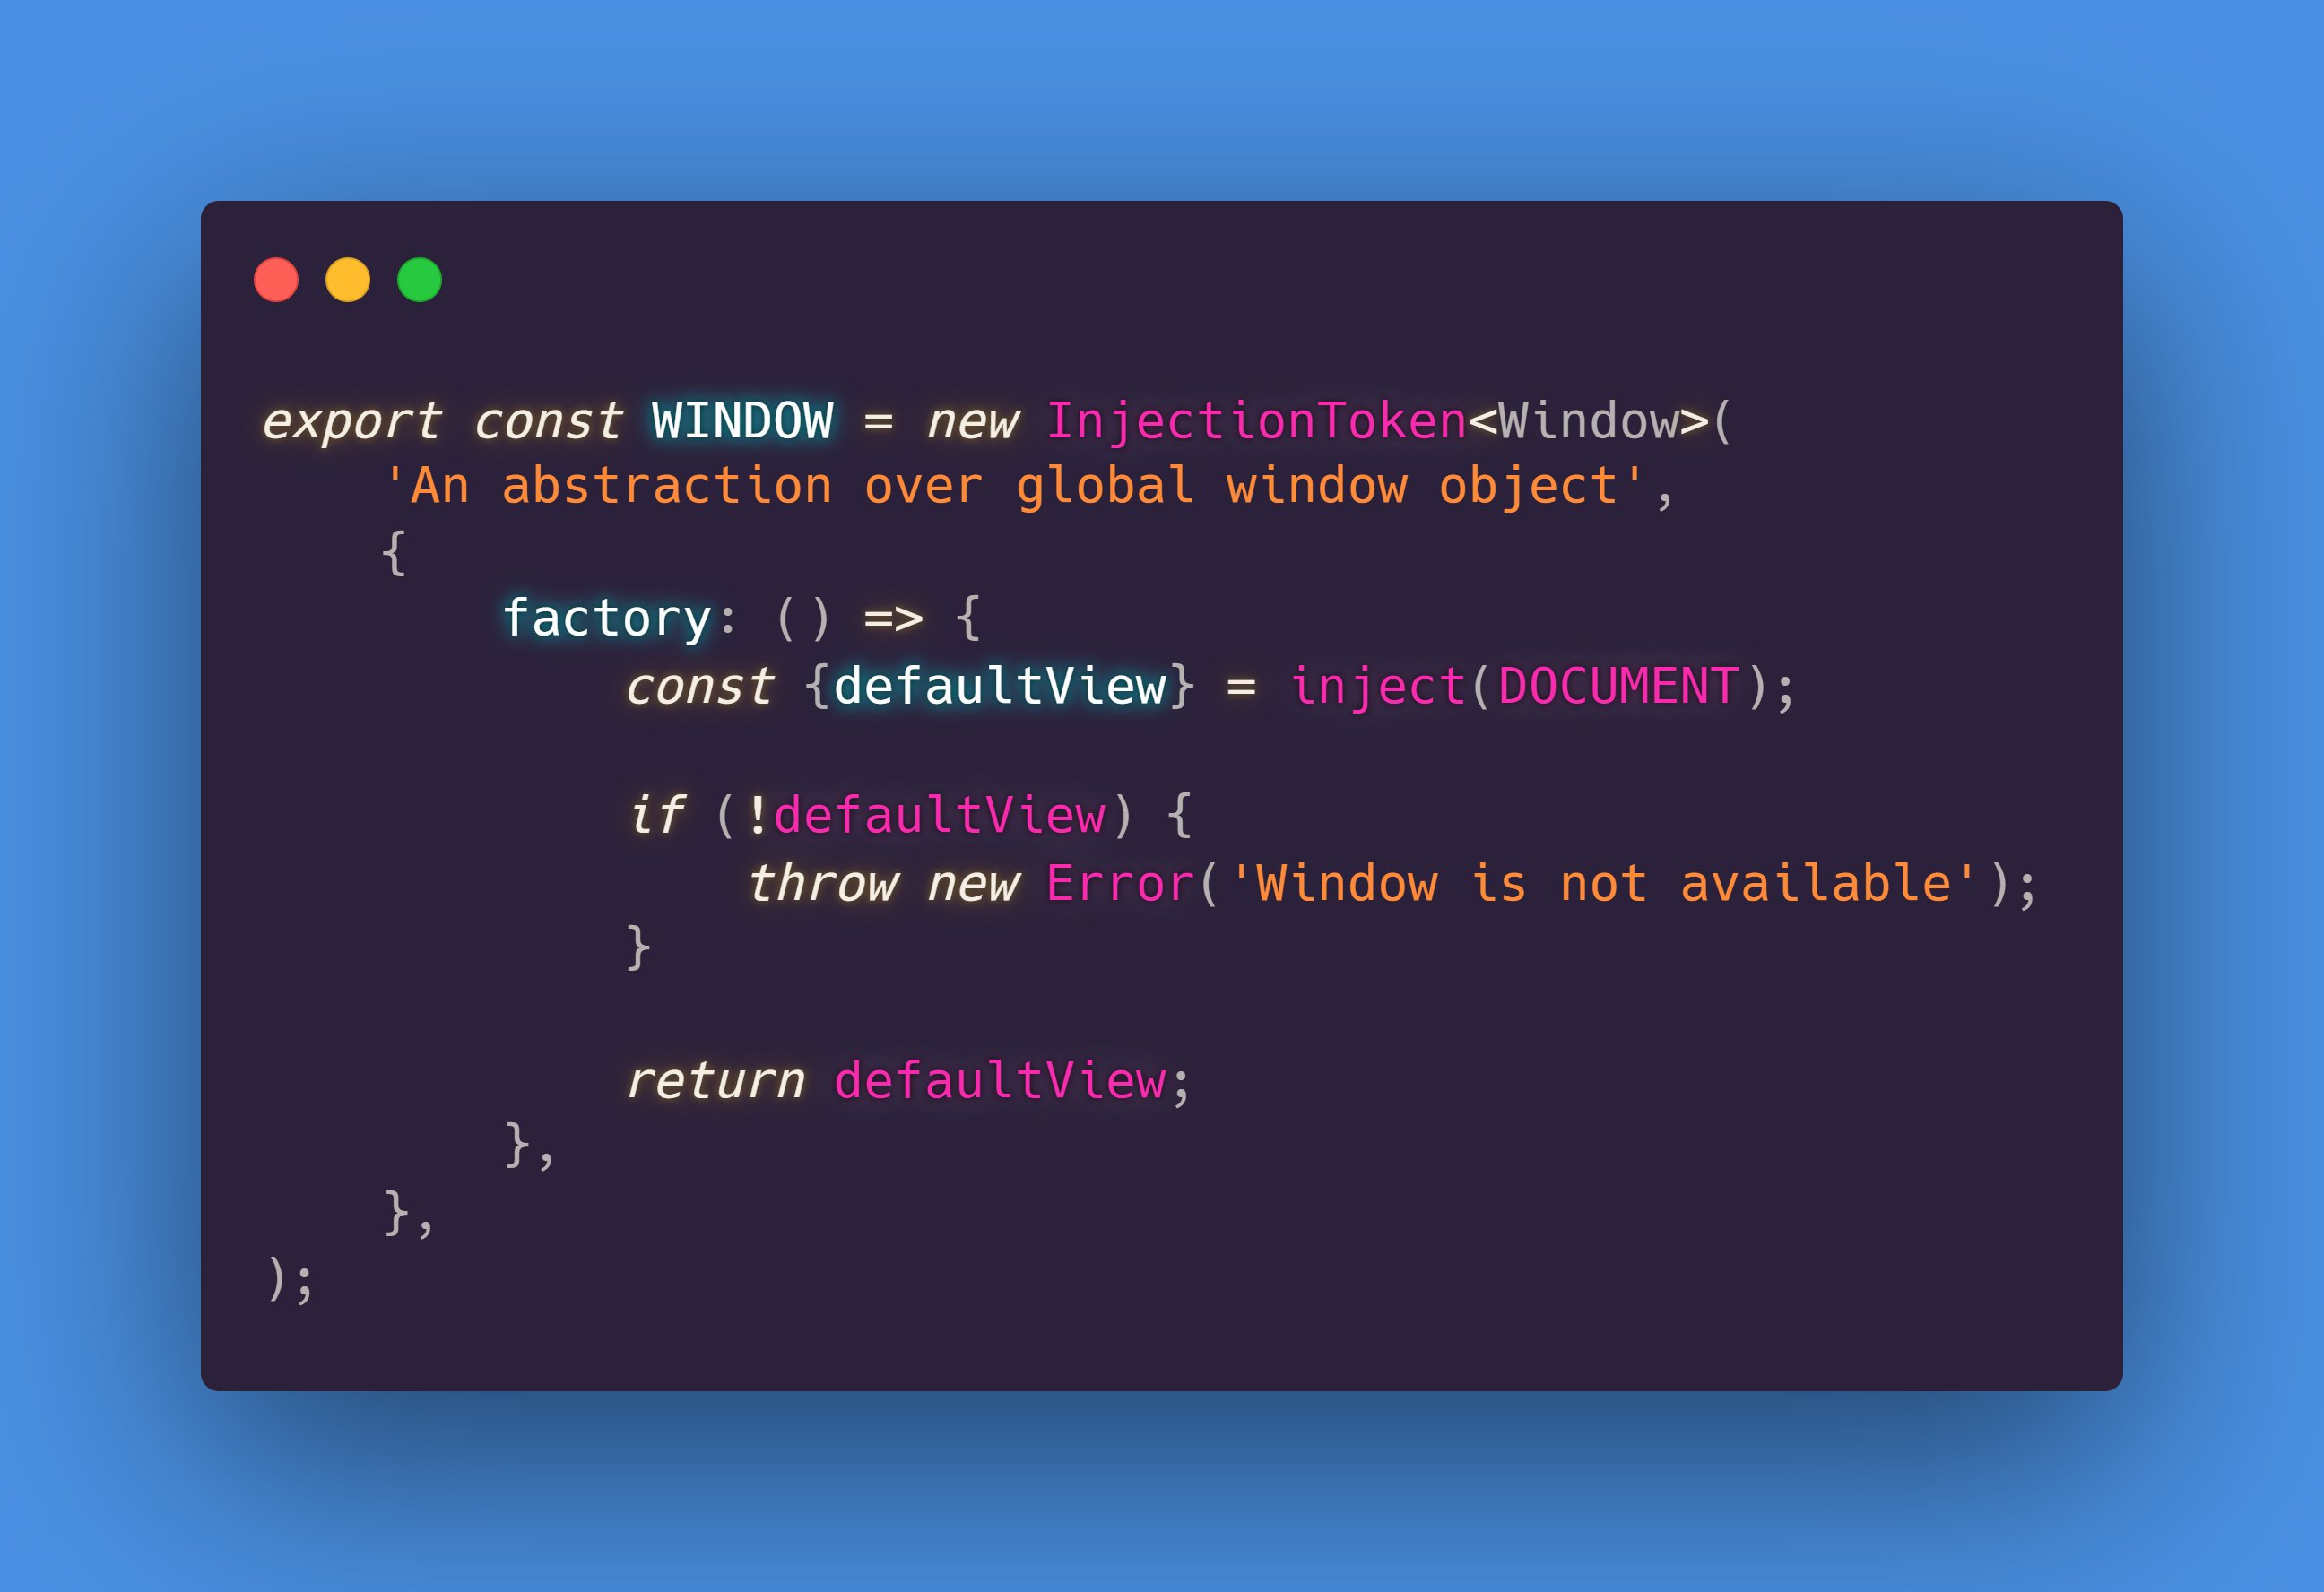 export const WINDOW = new InjectionToken<Window>(
    'An abstraction over global window object',
    {
        factory: () => {
            const {defaultView} = inject(DOCUMENT);

            if (!defaultView) {
                throw new Error('Window is not available');
            }

            return defaultView;
        },
    },
);